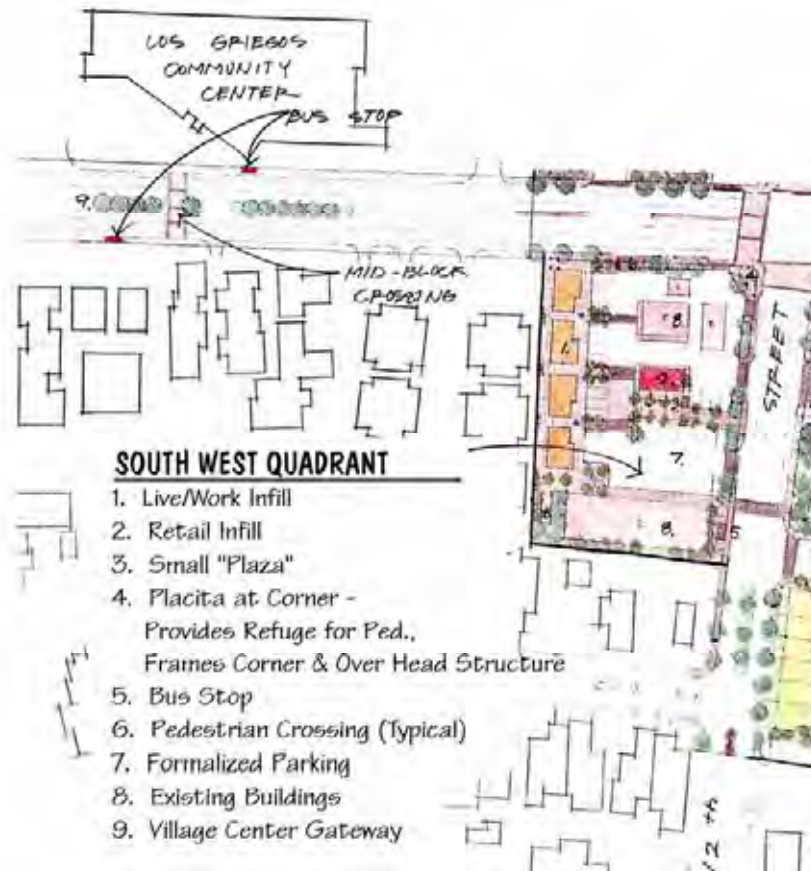 LOS GRIEGOS
COMMUNITY
CENTER
BUS STOP
9.
MID-BLOCK
CROSSING
8.
1.
STREET
7.
8.
5
SOUTH WEST QUADRANT
1. Live/Work Infill
2. Retail Infill
3. Small "Plaza"
4. Placita at Corner -
Provides Refuge for Ped.,
Frames Corner & Over Head Structure
5. Bus Stop
6. Pedestrian Crossing (Typical)
7. Formalized Parking
8. Existing Buildings
9. Village Center Gateway
12th